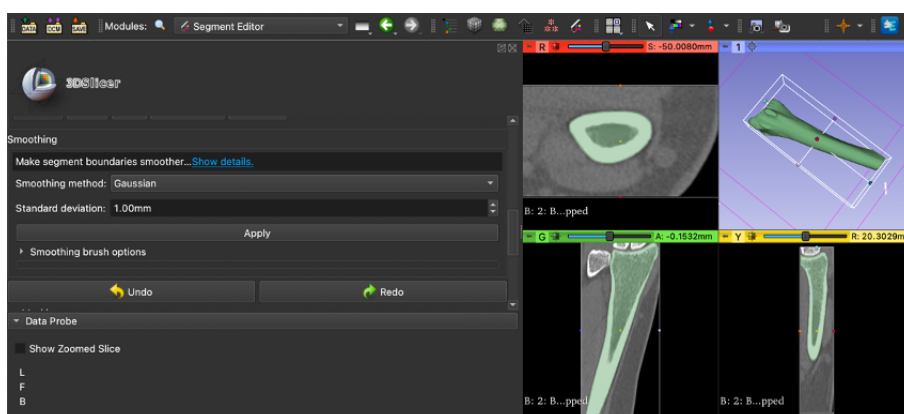 DATA DCM SAVE Modules: Segment Editor
3DSlicer
Smoothing
Make segment boundaries smoother...Show details.
Smoothing method: Gaussian
Standard deviation: 1.00mm
Apply
Smoothing brush options
Undo Redo
Data Probe
Show Zoomed Slice
L
F
B
R S: -50.0080mm
B: 2: B...pped
1
G A: -0.1532mm
B: 2: B...pped
Y R: 20.3029m
B: 2: B...pped